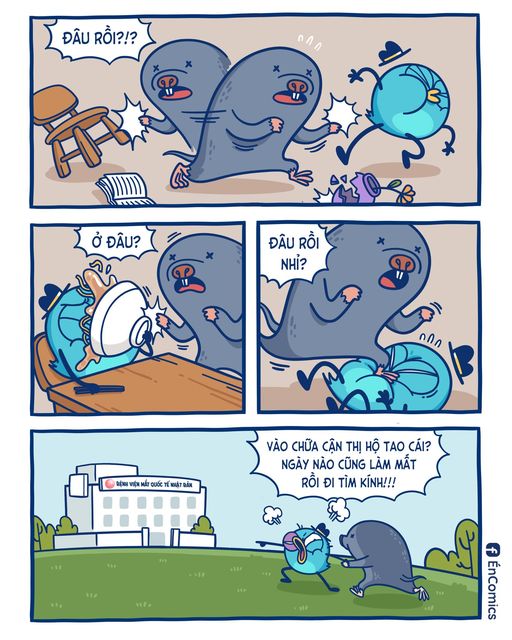 ĐÂU RỒI?!?
Ở ĐÂU?
ĐÂU RỒI
NHỈ?
VÀO CHỮA CẬN THỊ HỘ TAO CÁI?
NGÀY NÀO CŨNG LÀM MẤT
RỒI ĐI TÌM KÍNH!!!
BỆNH VIỆN MẮT QUỐC TẾ NHẬT BẢN
ÉnComics